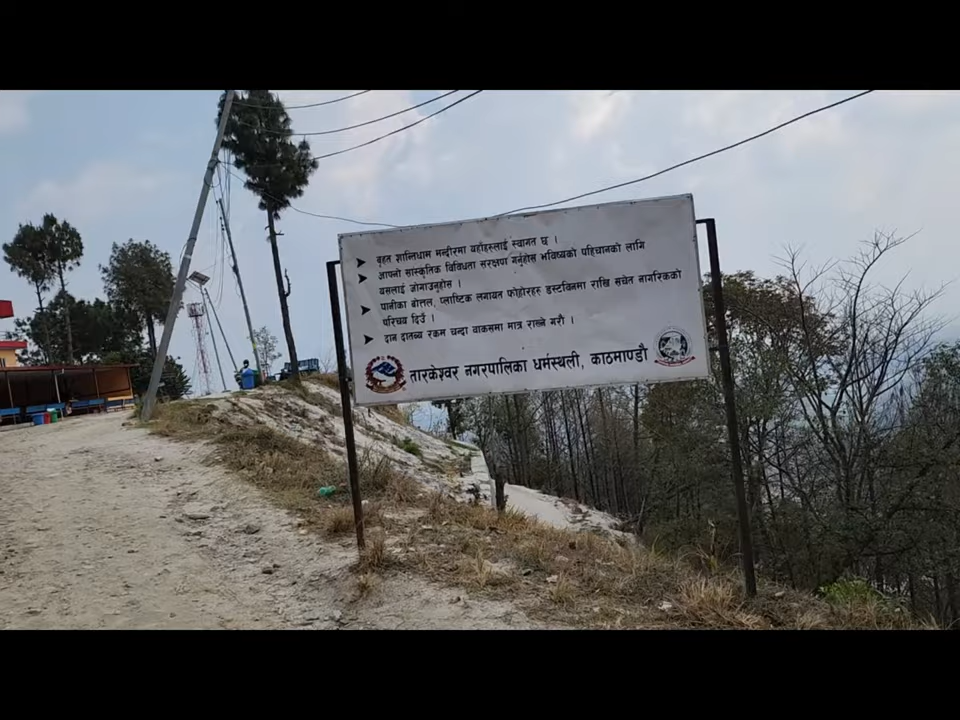 बृहत शान्तिधाम मन्दीरमा यहाँहरुलाई स्वागत छ ।
आफ्नो सांस्कृतिक विविधता संरक्षण गर्नुहोस भविष्यको पहिचानको लागि
यसलाई जोगाउनुहोस ।
पानीका बोतल, प्लाष्टिक लगायत फोहोरहरु डस्टविनमा राखि सचेत नागरिकको
परिचय दिउँ ।
दान दातव्य रकम चन्दा वाकसमा मात्र राख्ने गरौं ।
तारकेश्वर नगरपालिका धर्मस्थली, काठमाण्डौ